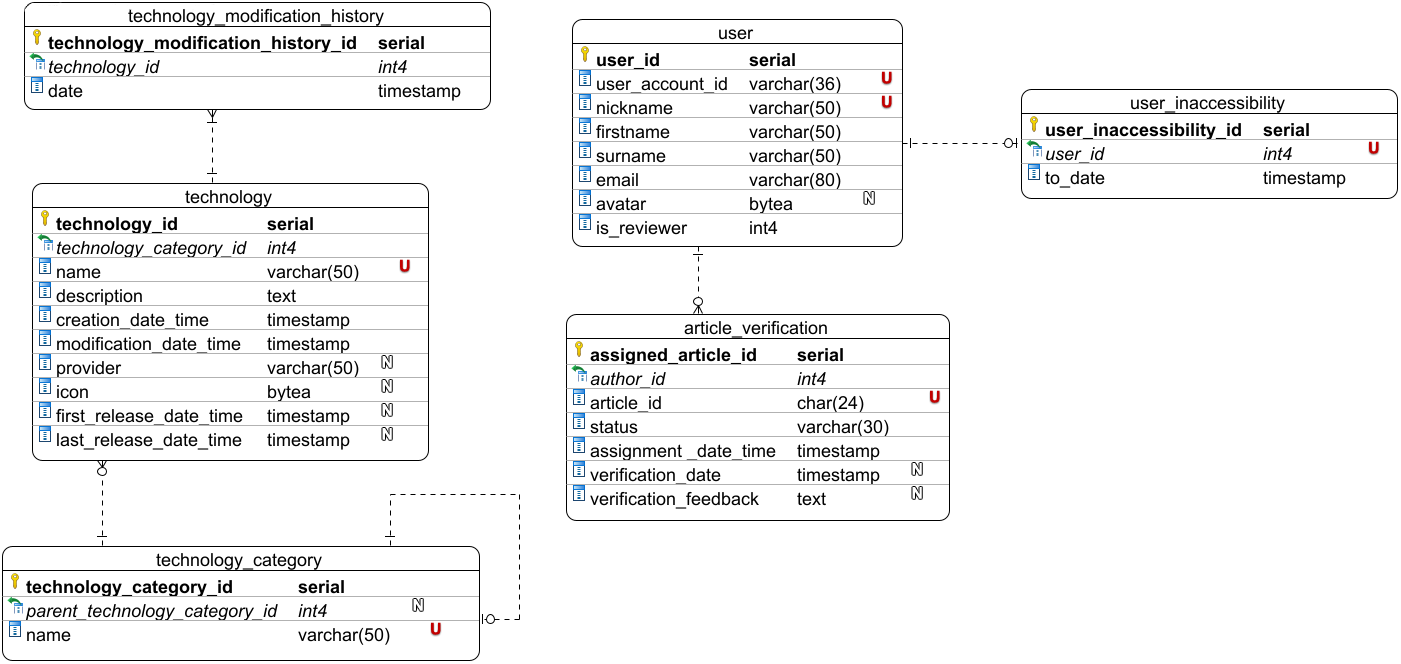 technology_modification_history
technology_modification_history_id serial
technology_id int4
date timestamp
technology
technology_id serial
technology_category_id int4
name varchar(50) U
description text
creation_date_time timestamp
modification_date_time timestamp
provider varchar(50) N
icon bytea N
first_release_date_time timestamp N
last_release_date_time timestamp N
technology_category
technology_category_id serial
parent_technology_category_id int4 N
name varchar(50) U
user
user_id serial
user_account_id varchar(36) U
nickname varchar(50) U
firstname varchar(50)
surname varchar(50)
email varchar(80)
avatar bytea N
is_reviewer int4
article_verification
assigned_article_id serial
author_id int4
article_id char(24) U
status varchar(30)
assignment _date_time timestamp
verification_date timestamp N
verification_feedback text N
user_inaccessibility
user_inaccessibility_id serial
user_id int4 U
to_date timestamp